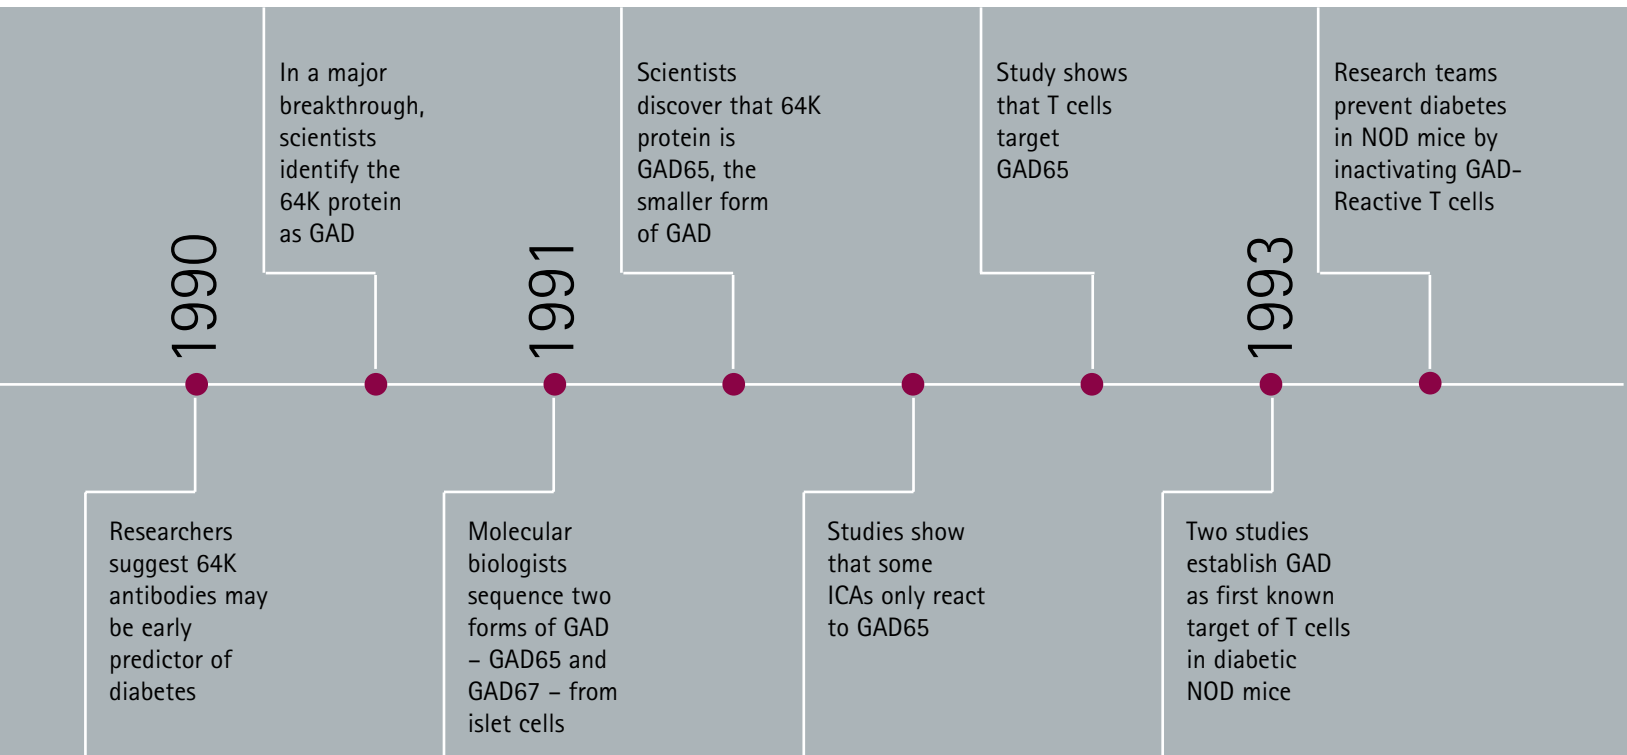 1990
Researchers
suggest 64K
antibodies may
be early
predictor of
diabetes
In a major
breakthrough,
scientists
identify the
64K protein
as GAD
1991
Molecular
biologists
sequence two
forms of GAD
– GAD65 and
GAD67 – from
islet cells
Scientists
discover that 64K
protein is
GAD65, the
smaller form
of GAD
Studies show
that some
ICAs only react
to GAD65
Study shows
that T cells
target
GAD65
1993
Two studies
establish GAD
as first known
target of T cells
in diabetic
NOD mice
Research teams
prevent diabetes
in NOD mice by
inactivating GAD-
Reactive T cells